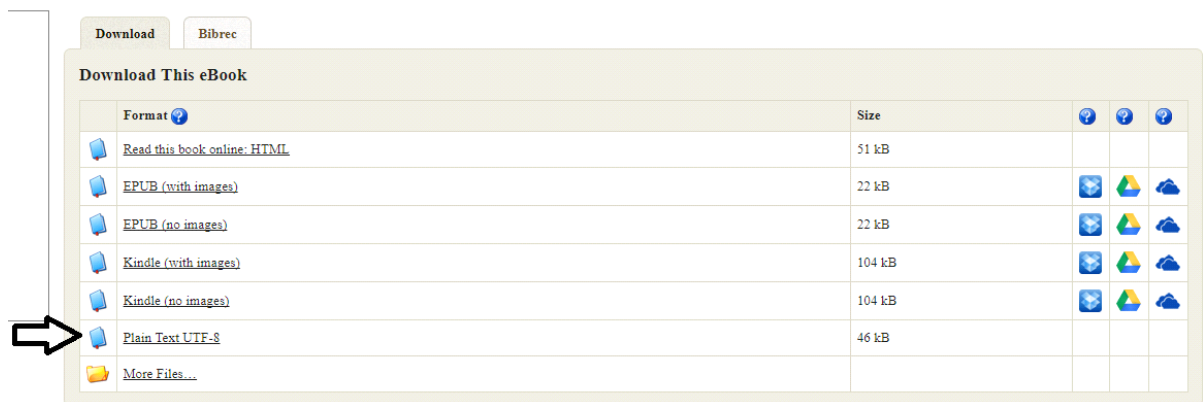 Download Bibrec
Download This eBook
Format Size
Read this book online: HTML 51 kB
EPUB (with images) 22 kB
EPUB (no images) 22 kB
Kindle (with images) 104 kB
Kindle (no images) 104 kB
Plain Text UTF-8 46 kB
More Files…